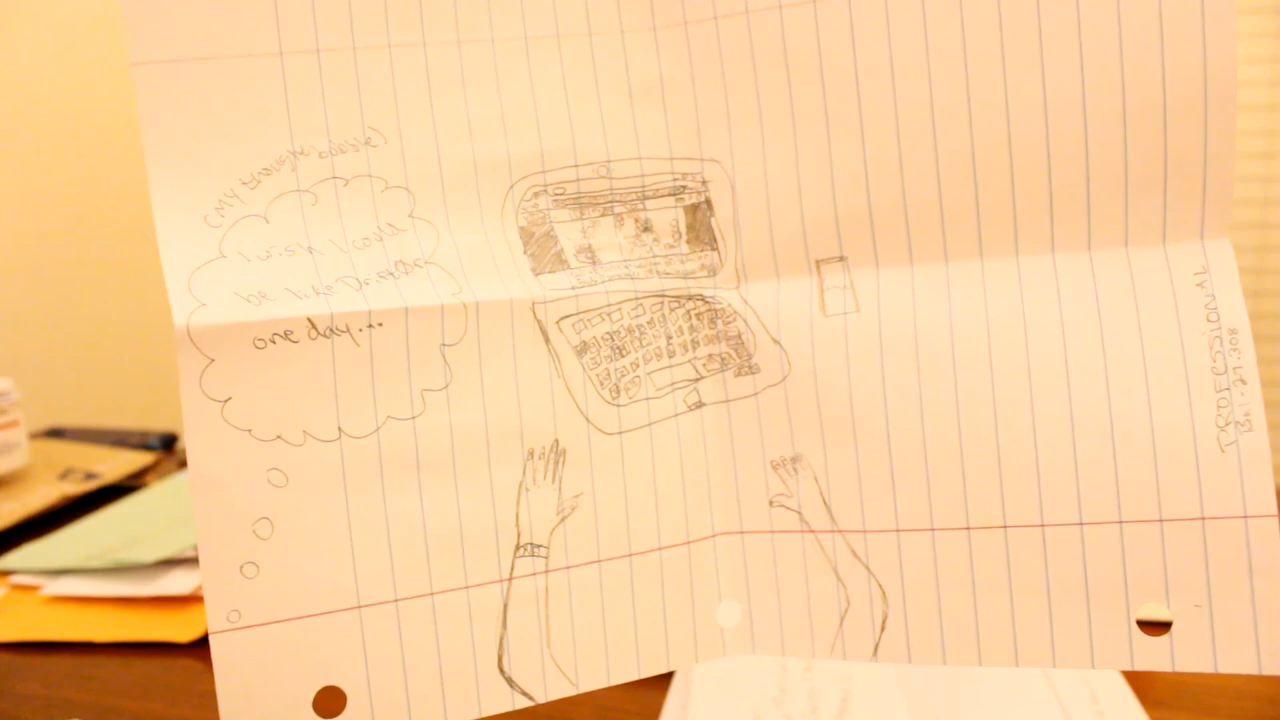 (My thought bubble)
I wish I could
be like
one day...
PROFESSIONAL